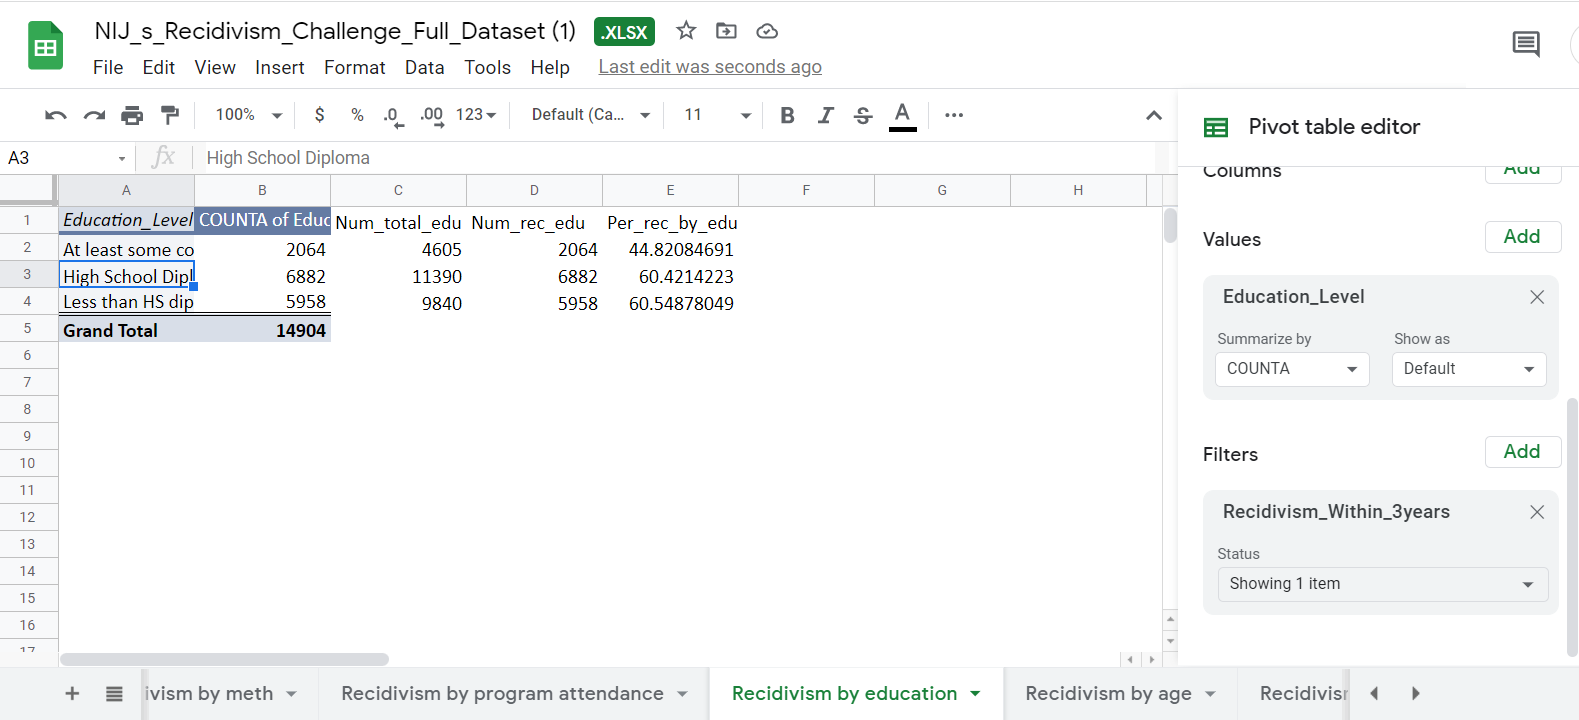 NIJ_s_Recidivism_Challenge_Full_Dataset (1) .XLSX
File Edit View Insert Format Data Tools Help Last edit was seconds ago
100% $ % .0 .00 123 Default (Ca... 11 B I S A ...
Pivot table editor
A3 fx High School Diploma
Columns Add
A B C D E F G H
1 Education_Level COUNTA of Educ Num_total_edu Num_rec_edu Per_rec_by_edu
2 At least some co 2064 4605 2064 44.82084691
3 High School Dipl 6882 11390 6882 60.4214223
4 Less than HS dip 5958 9840 5958 60.54878049
5 Grand Total 14904
6
7
8
9
10
11
12
13
14
15
16
17
Values Add
Education_Level
Summarize by Show as
COUNTA Default
Filters Add
Recidivism_Within_3years
Status
Showing 1 item
ivism by meth Recidivism by program attendance Recidivism by education Recidivism by age Recidivisr